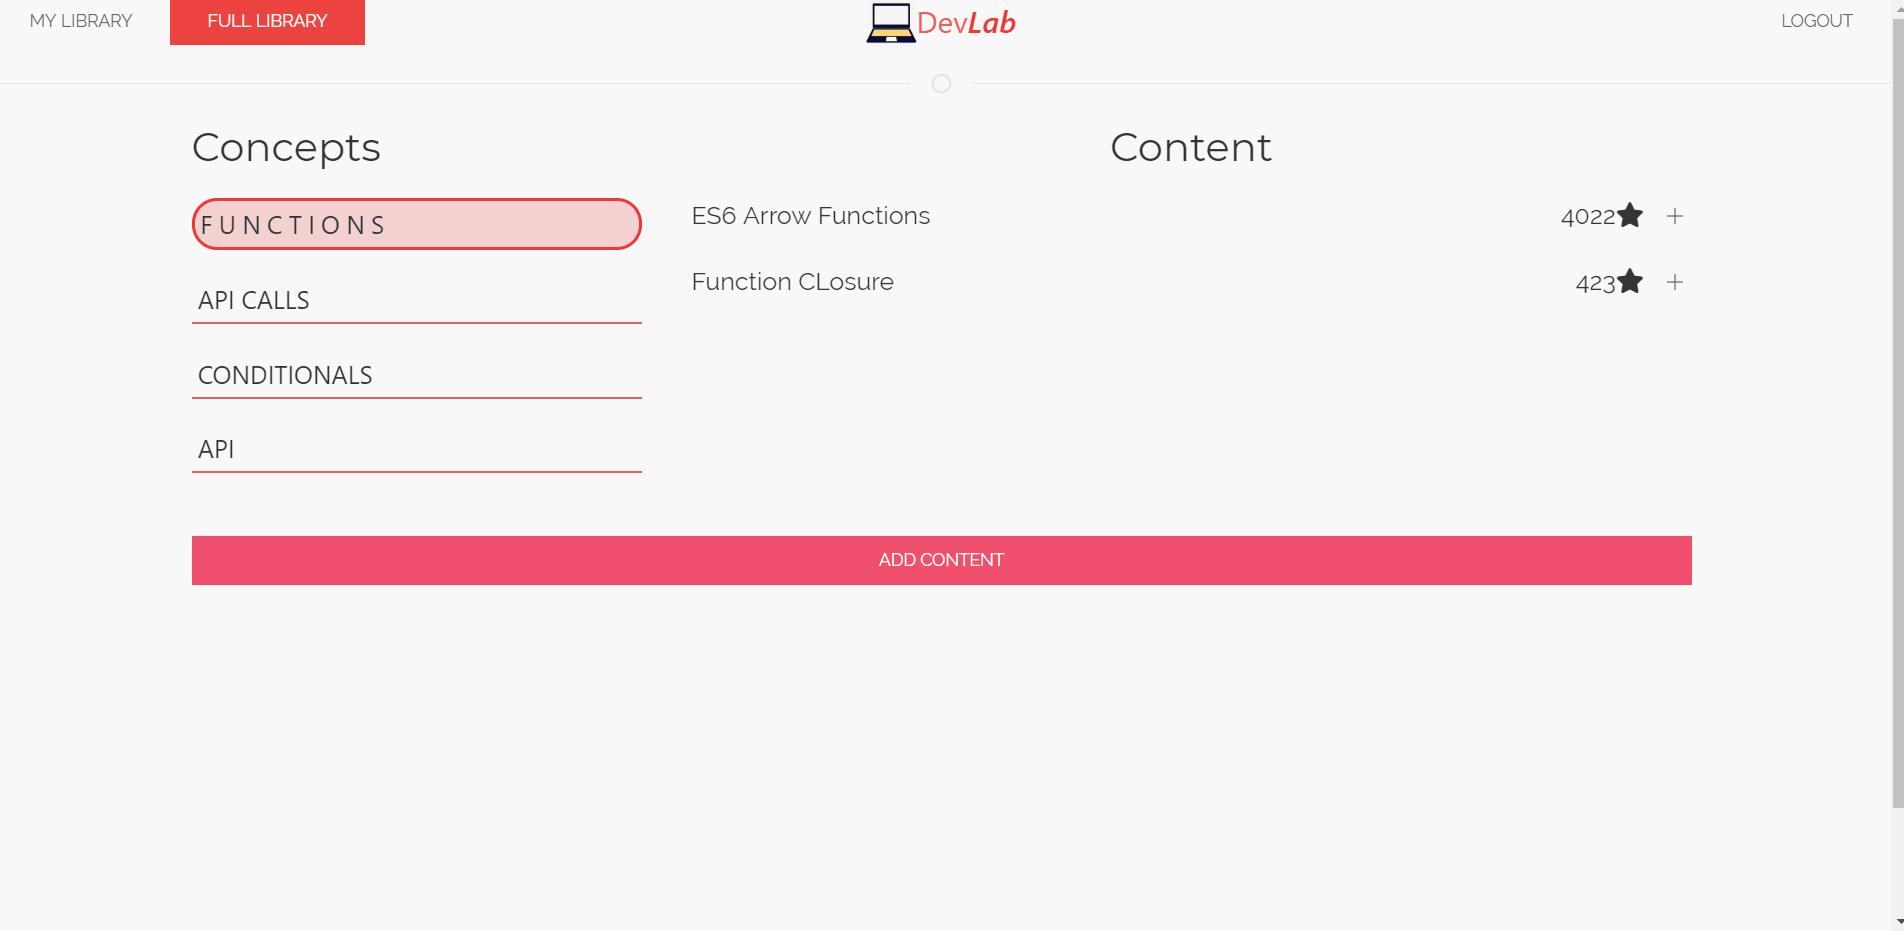 MY LIBRARY FULL LIBRARY DevLab LOGOUT
Concepts Content
FUNCTIONS
API CALLS
CONDITIONALS
API
ES6 Arrow Functions 4022
Function CLosure 423
ADD CONTENT